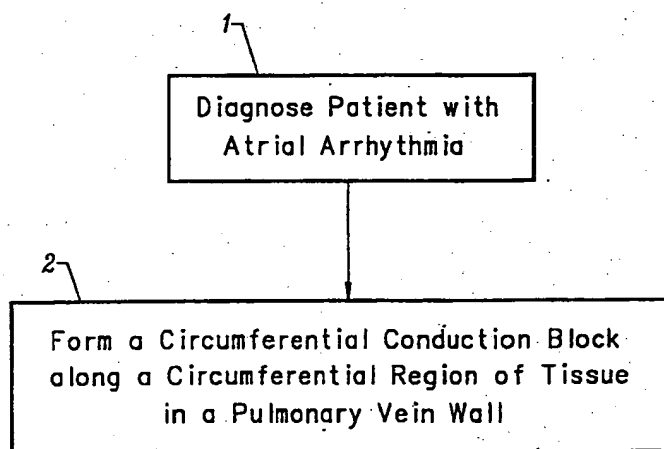 1
Diagnose Patient with
Atrial Arrhythmia
2
Form a Circumferential Conduction Block
along a Circumferential Region of Tissue
in a Pulmonary Vein Wall